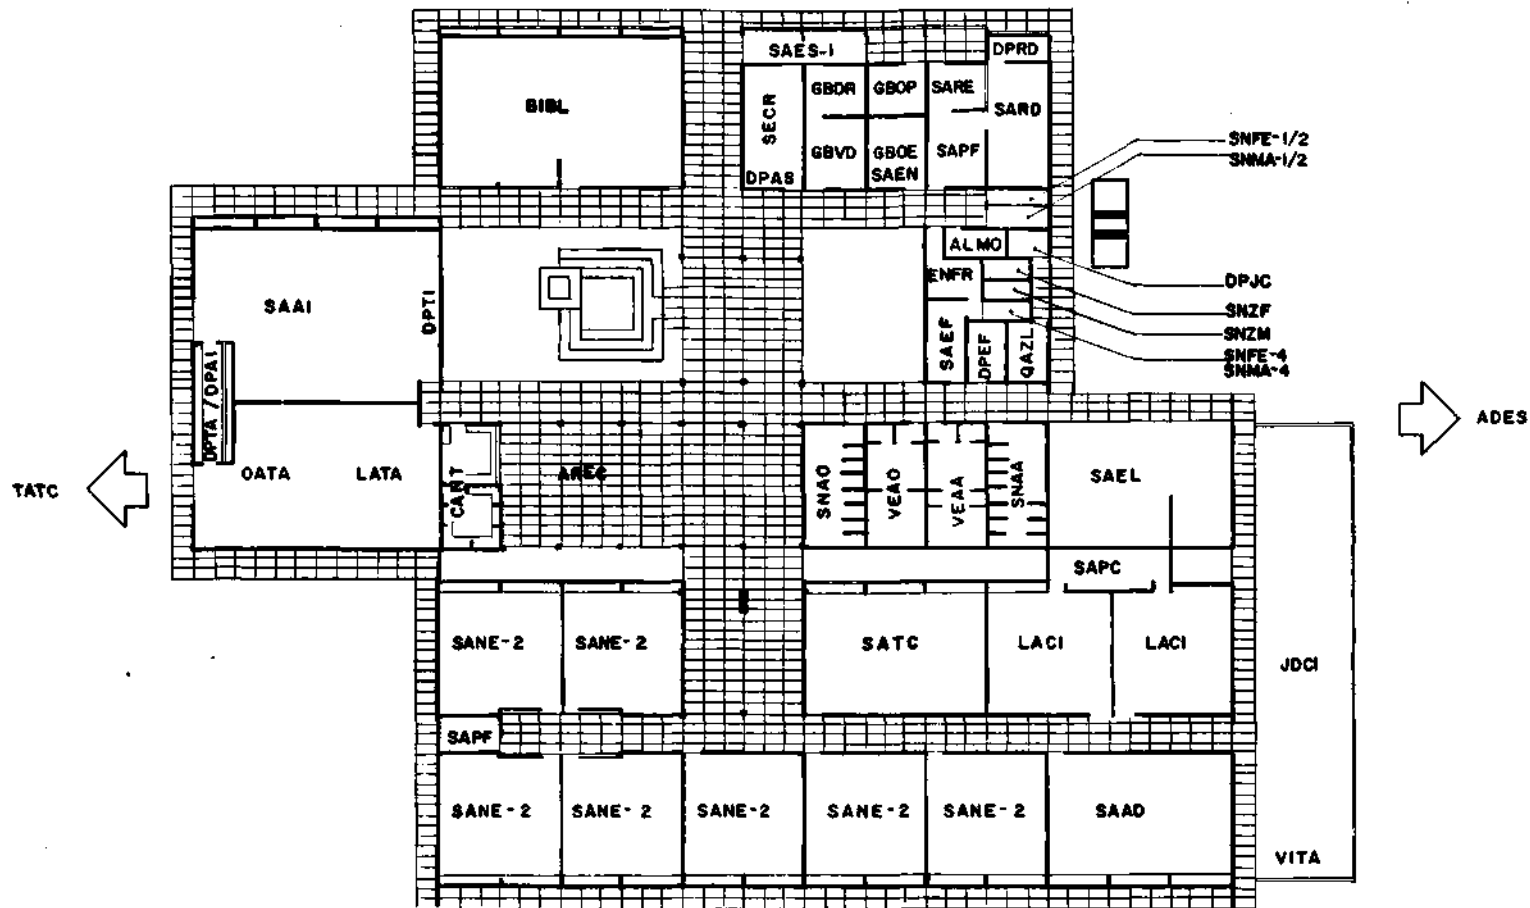 SAES-1
DPRD
BIBL
SECR
GBDR
GBOP
SARE
SARD
GBVD
GBOE
SAEN
SAPF
DPAS
SNFE-1/2
SNMA-1/2
ALMO
ENFR
DPJC
SNZF
SNZM
SNFE-4
SNMA-4
SAAI
DPTI
SAEF
DPEF
QAZL
DPTA/DPAI
ADES
OATA
LATA
CANT
AREC
SNAO
VEAO
VEAA
SNAA
SAEL
TATC
SAPC
SANE-2
SANE-2
SATC
LACI
LACI
JDCI
SAPF
SANE-2
SANE-2
SANE-2
SANE-2
SANE-2
SAAD
VITA